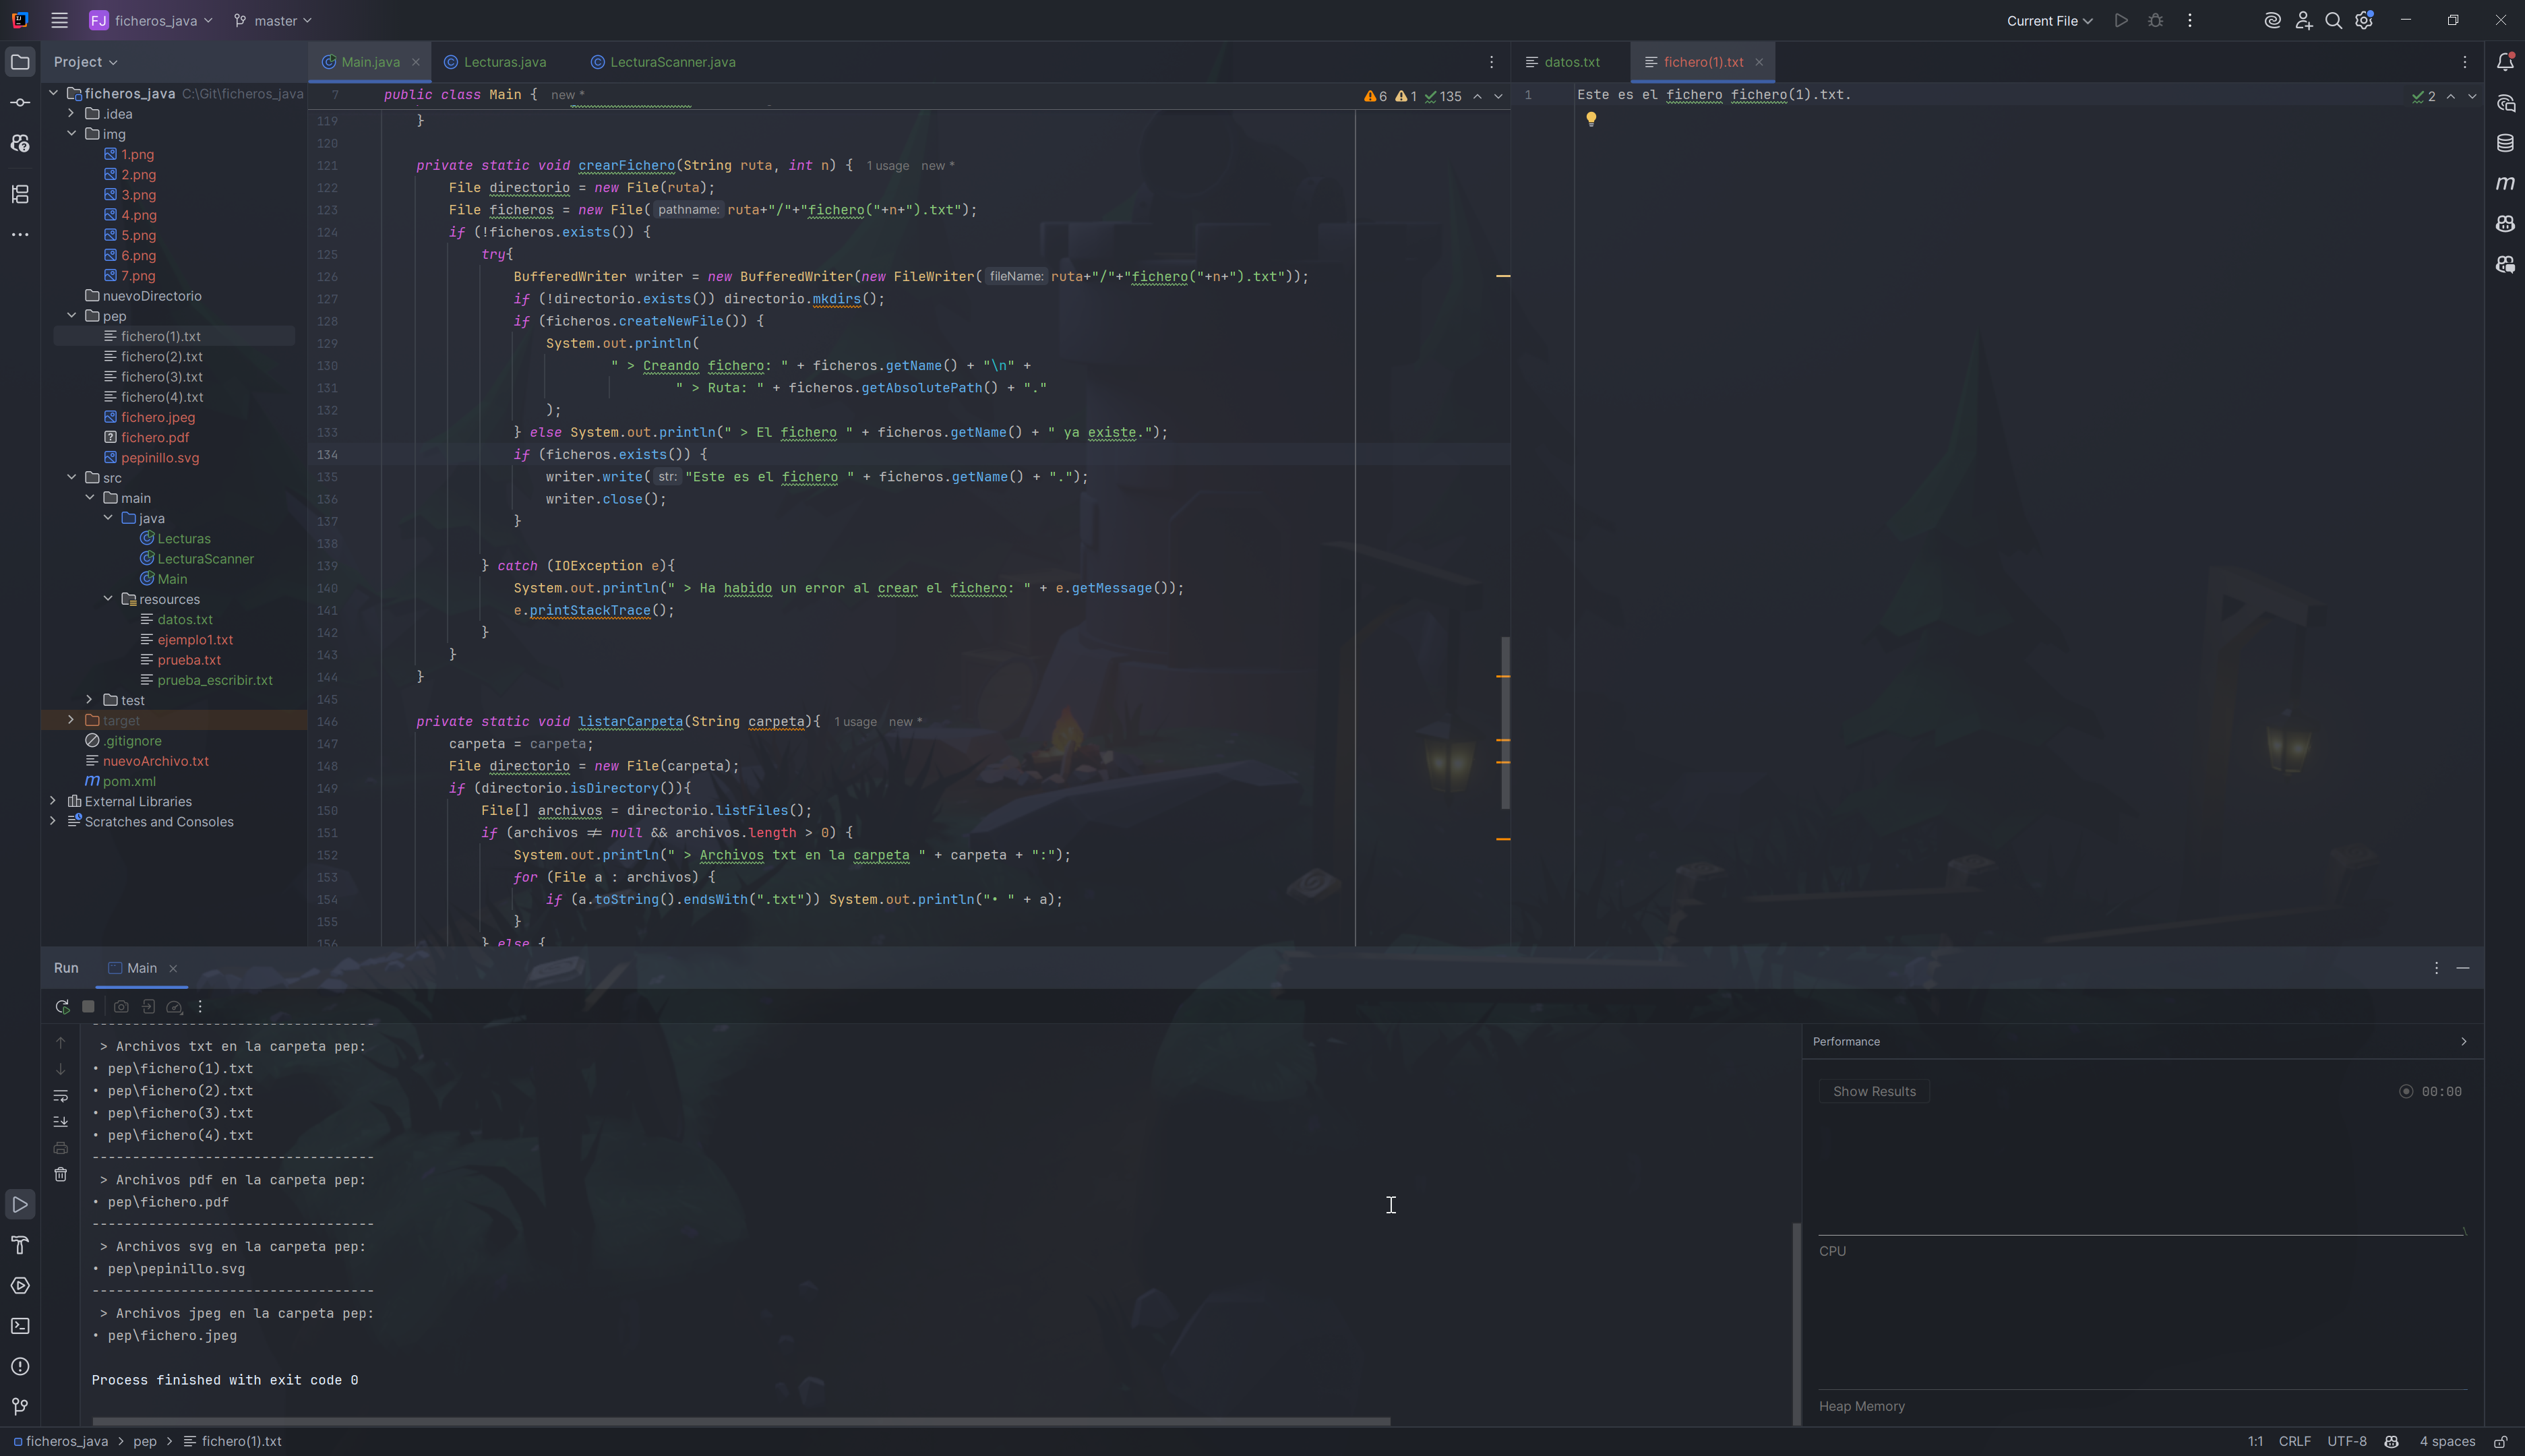 FJ ficheros_java master Current File
Project
Main.java Lecturas.java LecturaScanner.java datos.txt fichero(1).txt
ficheros_java C:\Git\ficheros_java
.idea
img
1.png
2.png
3.png
4.png
5.png
6.png
7.png
nuevoDirectorio
pep
fichero(1).txt
fichero(2).txt
fichero(3).txt
fichero(4).txt
fichero.jpeg
fichero.pdf
pepinillo.svg
src
main
java
Lecturas
LecturaScanner
Main
resources
datos.txt
ejemplo1.txt
prueba.txt
prueba_escribir.txt
test
target
.gitignore
nuevoArchivo.txt
pom.xml
External Libraries
Scratches and Consoles
7 public class Main { new * 6 1 135
119 }
120
121 private static void crearFichero(String ruta, int n) { 1 usage new *
122 File directorio = new File(ruta);
123 File ficheros = new File( pathname: ruta+"/"+"fichero("+n+").txt");
124 if (!ficheros.exists()) {
125 try{
126 BufferedWriter writer = new BufferedWriter(new FileWriter( fileName: ruta+"/"+"fichero("+n+").txt"));
127 if (!directorio.exists()) directorio.mkdirs();
128 if (ficheros.createNewFile()) {
129 System.out.println(
130 " > Creando fichero: " + ficheros.getName() + "\n" +
131 " > Ruta: " + ficheros.getAbsolutePath() + "."
132 );
133 } else System.out.println(" > El fichero " + ficheros.getName() + " ya existe.");
134 if (ficheros.exists()) {
135 writer.write( str: "Este es el fichero " + ficheros.getName() + ".");
136 writer.close();
137 }
138
139 } catch (IOException e){
140 System.out.println(" > Ha habido un error al crear el fichero: " + e.getMessage());
141 e.printStackTrace();
142 }
143 }
144 }
145
146 private static void listarCarpeta(String carpeta){ 1 usage new *
147 carpeta = carpeta;
148 File directorio = new File(carpeta);
149 if (directorio.isDirectory()){
150 File[] archivos = directorio.listFiles();
151 if (archivos ≠ null && archivos.length > 0) {
152 System.out.println(" > Archivos txt en la carpeta " + carpeta + ":");
153 for (File a : archivos) {
154 if (a.toString().endsWith(".txt")) System.out.println("• " + a);
155 }
156 } else {
1 Este es el fichero fichero(1).txt. 2
Run Main
-----------------------------------
> Archivos txt en la carpeta pep:
• pep\fichero(1).txt
• pep\fichero(2).txt
• pep\fichero(3).txt
• pep\fichero(4).txt
-----------------------------------
> Archivos pdf en la carpeta pep:
• pep\fichero.pdf
-----------------------------------
> Archivos svg en la carpeta pep:
• pep\pepinillo.svg
-----------------------------------
> Archivos jpeg en la carpeta pep:
• pep\fichero.jpeg
Process finished with exit code 0
Performance
Show Results 00:00
CPU
Heap Memory
ficheros_java > pep > fichero(1).txt 1:1 CRLF UTF-8 4 spaces